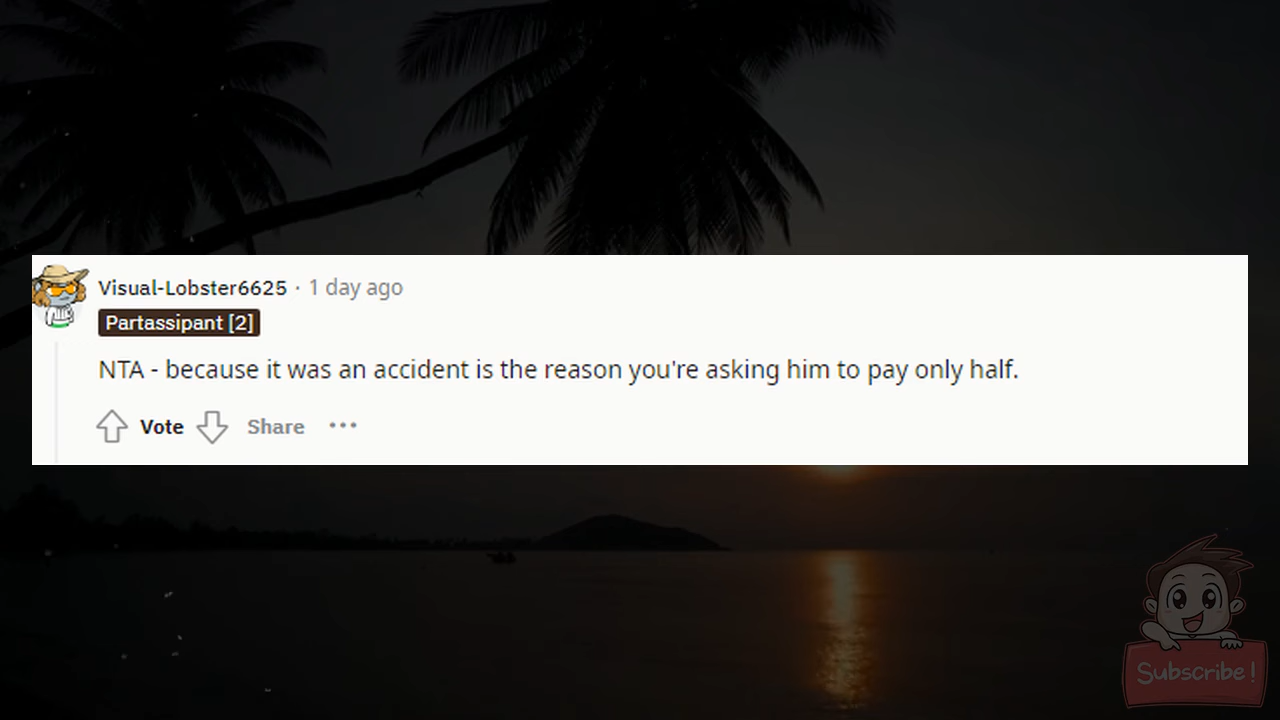 Visual-Lobster6625 · 1 day ago
Partassipant [2]
NTA - because it was an accident is the reason you're asking him to pay only half.
Vote Share ...
Subscribe!